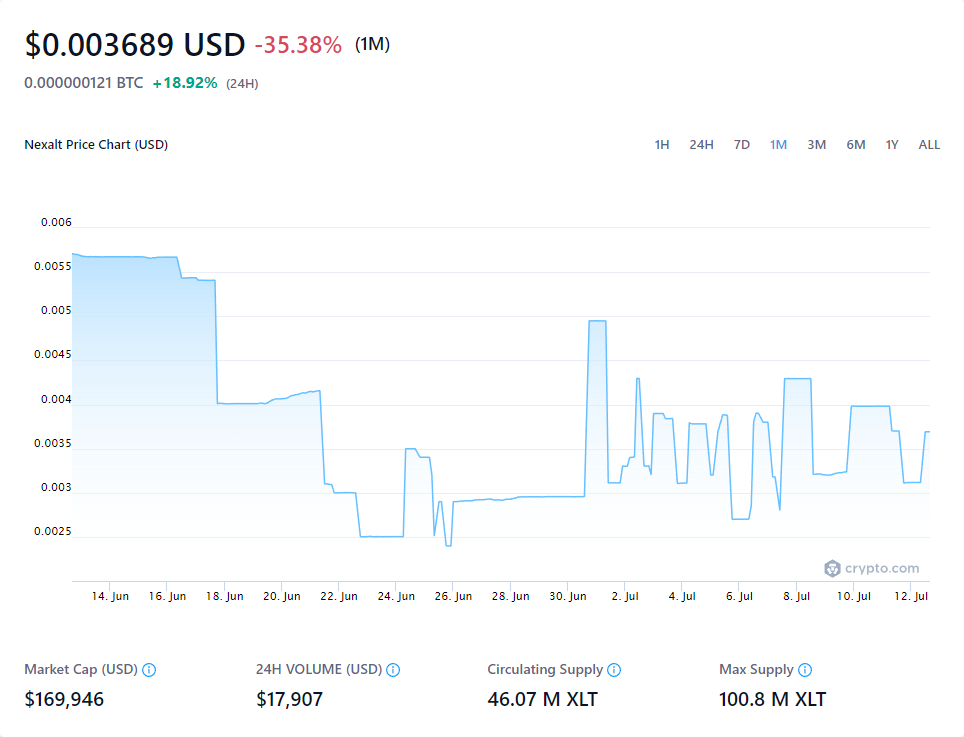 $0.003689 USD -35.38% (1M)
0.000000121 BTC +18.92% (24H)
Nexalt Price Chart (USD) 1H 24H 7D 1M 3M 6M 1Y ALL
0.006
0.0055
0.005
0.0045
0.004
0.0035
0.003
0.0025
crypto.com
14. Jun 16. Jun 18. Jun 20. Jun 22. Jun 24. Jun 26. Jun 28. Jun 30. Jun 2. Jul 4. Jul 6. Jul 8. Jul 10. Jul 12. Jul
Market Cap (USD) 24H VOLUME (USD) Circulating Supply Max Supply
$169,946 $17,907 46.07 M XLT 100.8 M XLT